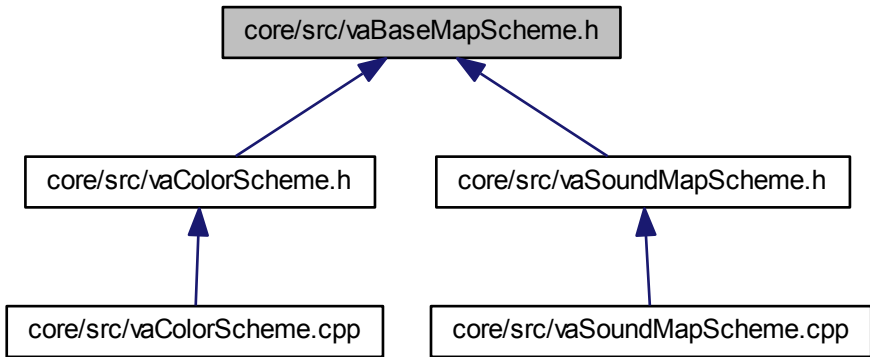 core/src/vaBaseMapScheme.h
core/src/vaColorScheme.h
core/src/vaSoundMapScheme.h
core/src/vaColorScheme.cpp
core/src/vaSoundMapScheme.cpp